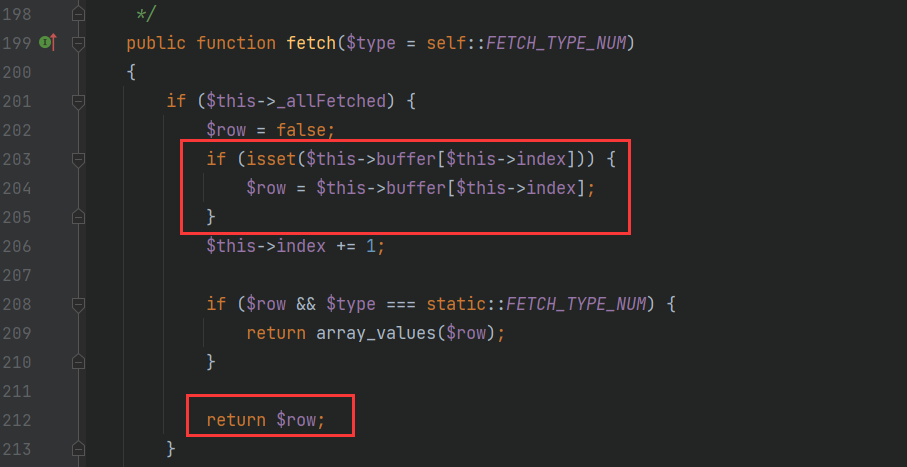 198 */
199 public function fetch($type = self::FETCH_TYPE_NUM)
200 {
201 if ($this->_allFetched) {
202 $row = false;
203 if (isset($this->buffer[$this->index])) {
204 $row = $this->buffer[$this->index];
205 }
206 $this->index += 1;
207
208 if ($row && $type === static::FETCH_TYPE_NUM) {
209 return array_values($row);
210 }
211
212 return $row;
213 }